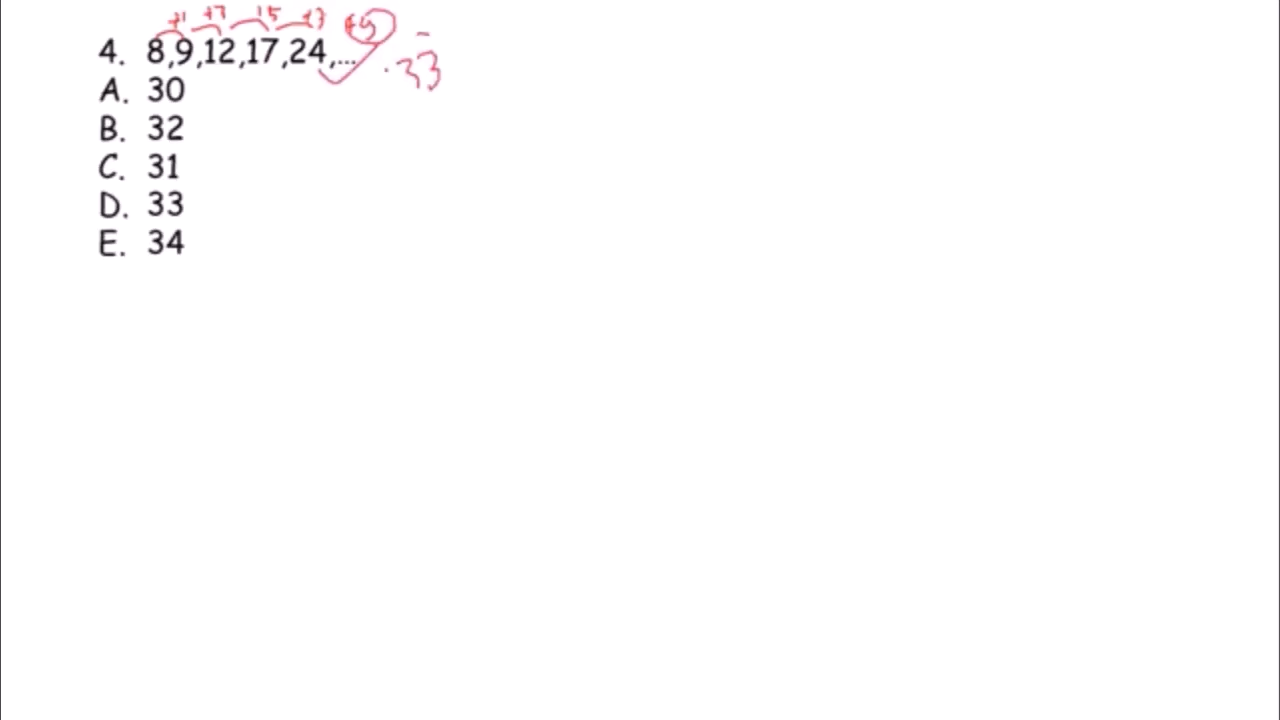 +1 +3 +5 +7 +9
4. 8,9,12,17,24,...
33
A. 30
B. 32
C. 31
D. 33
E. 34